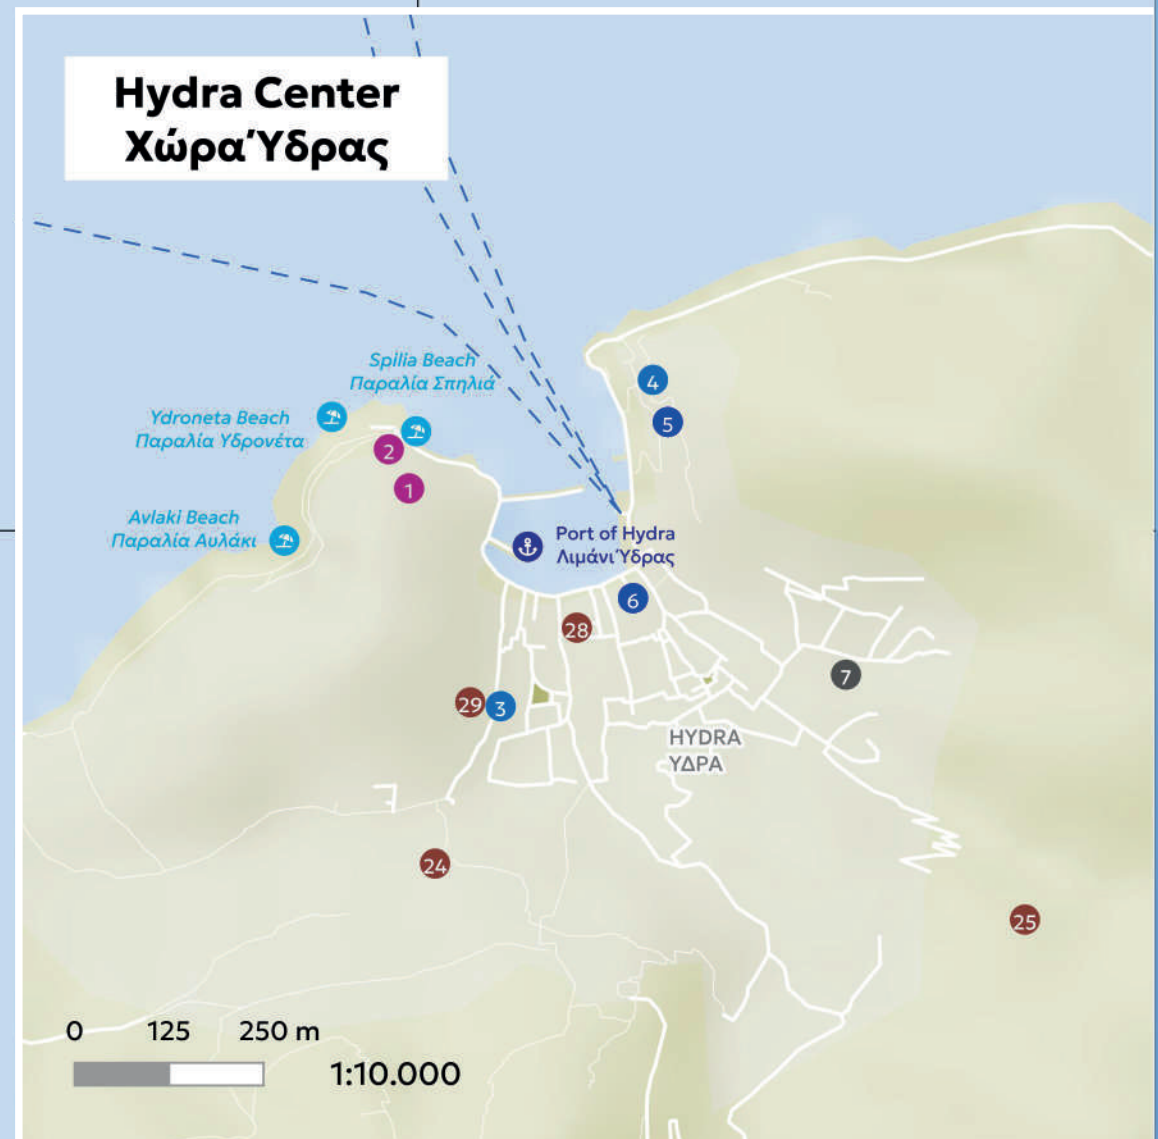 Hydra Center
Χώρα Ύδρας
Spilia Beach
Παραλία Σπηλιά
Ydroneta Beach
Παραλία Υδρονέτα
Avlaki Beach
Παραλία Αυλάκι
4
5
2
1
Port of Hydra
Λιμάνι Ύδρας
6
28
7
29
3
HYDRA
ΥΔΡΑ
24
25
0 125 250 m
1:10.000